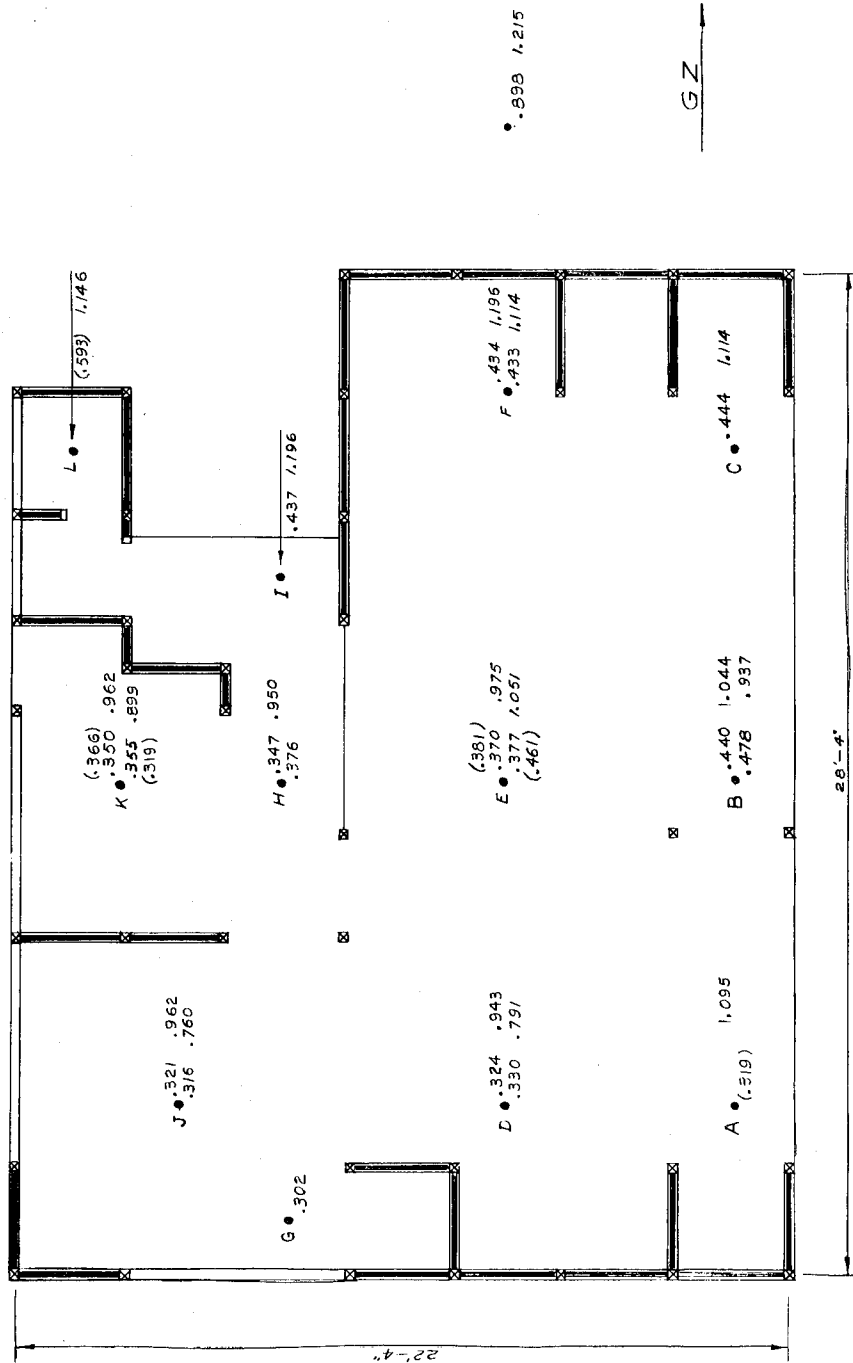 .898 1.215
GZ
(.593) 1.146
L
.437 1.196
I
F .434 1.196
.433 1.114
C .444 1.114
(.366)
K .350 .962
.355 .899
(.319)
H .347 .950
.376
(.381)
E .370 .975
.377 1.051
(.461)
B .440 1.044
.478 .937
J .321 .962
.316 .760
D .324 .943
.330 .791
A (.319) 1.095
G .302
28'-4"
22'-4"